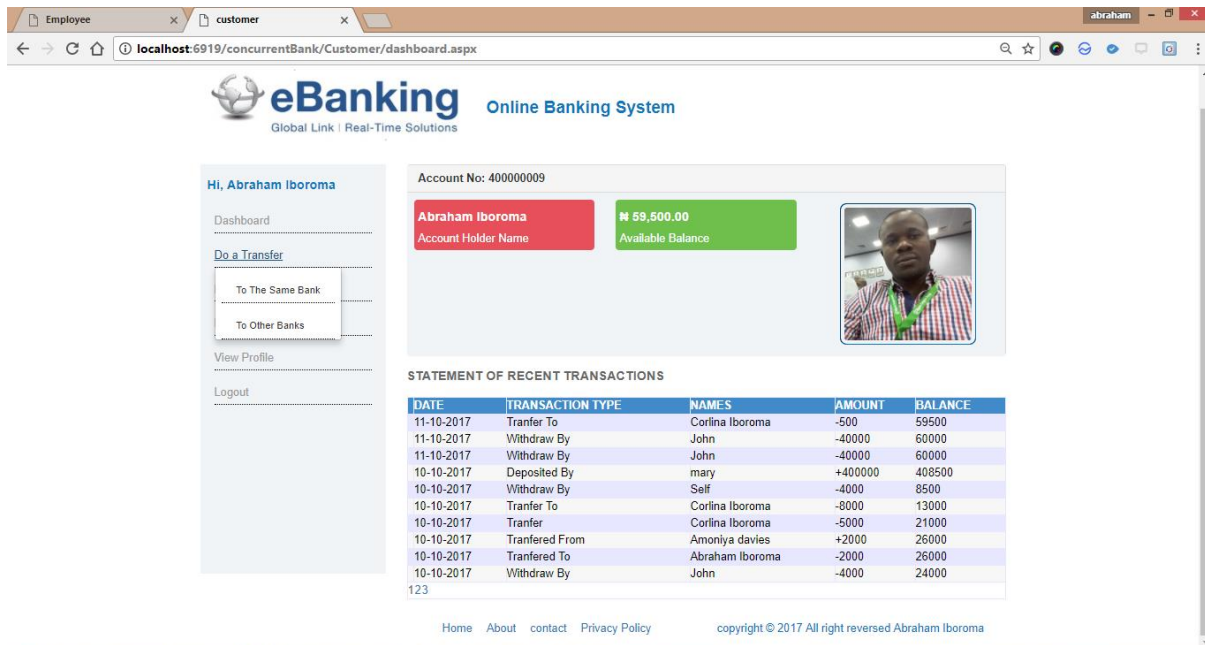 Employee
customer
abraham
localhost:6919/concurrentBank/Customer/dashboard.aspx
eBanking
Global Link | Real-Time Solutions
Online Banking System
Hi, Abraham Iboroma
Dashboard
Do a Transfer
To The Same Bank
To Other Banks
View Profile
Logout
Account No: 400000009
Abraham Iboroma
Account Holder Name
₦ 59,500.00
Available Balance
STATEMENT OF RECENT TRANSACTIONS
DATE TRANSACTION TYPE NAMES AMOUNT BALANCE
11-10-2017 Tranfer To Corlina Iboroma -500 59500
11-10-2017 Withdraw By John -40000 60000
11-10-2017 Withdraw By John -40000 60000
10-10-2017 Deposited By mary +400000 408500
10-10-2017 Withdraw By Self -4000 8500
10-10-2017 Tranfer To Corlina Iboroma -8000 13000
10-10-2017 Tranfer Corlina Iboroma -5000 21000
10-10-2017 Tranfered From Amoniya davies +2000 26000
10-10-2017 Tranfered To Abraham Iboroma -2000 26000
10-10-2017 Withdraw By John -4000 24000
123
Home About contact Privacy Policy copyright © 2017 All right reversed Abraham Iboroma